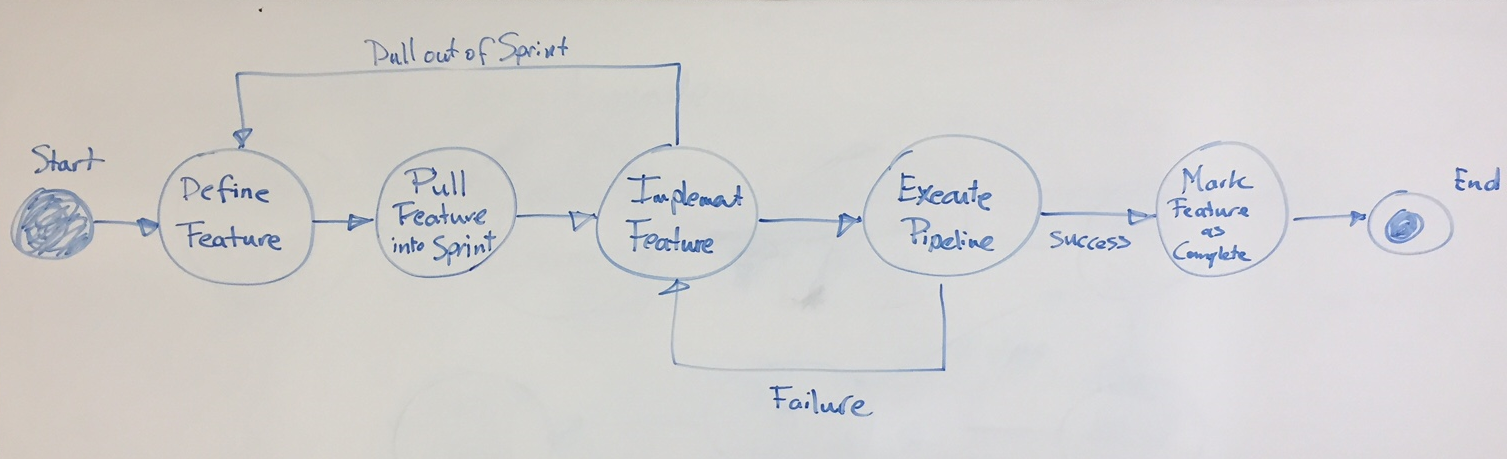 Pull out of Sprint
Start
Define
Feature
Pull
Feature
into Sprint
Implement
Feature
Execute
Pipeline
Success
Mark
Feature
as
Complete
End
Failure